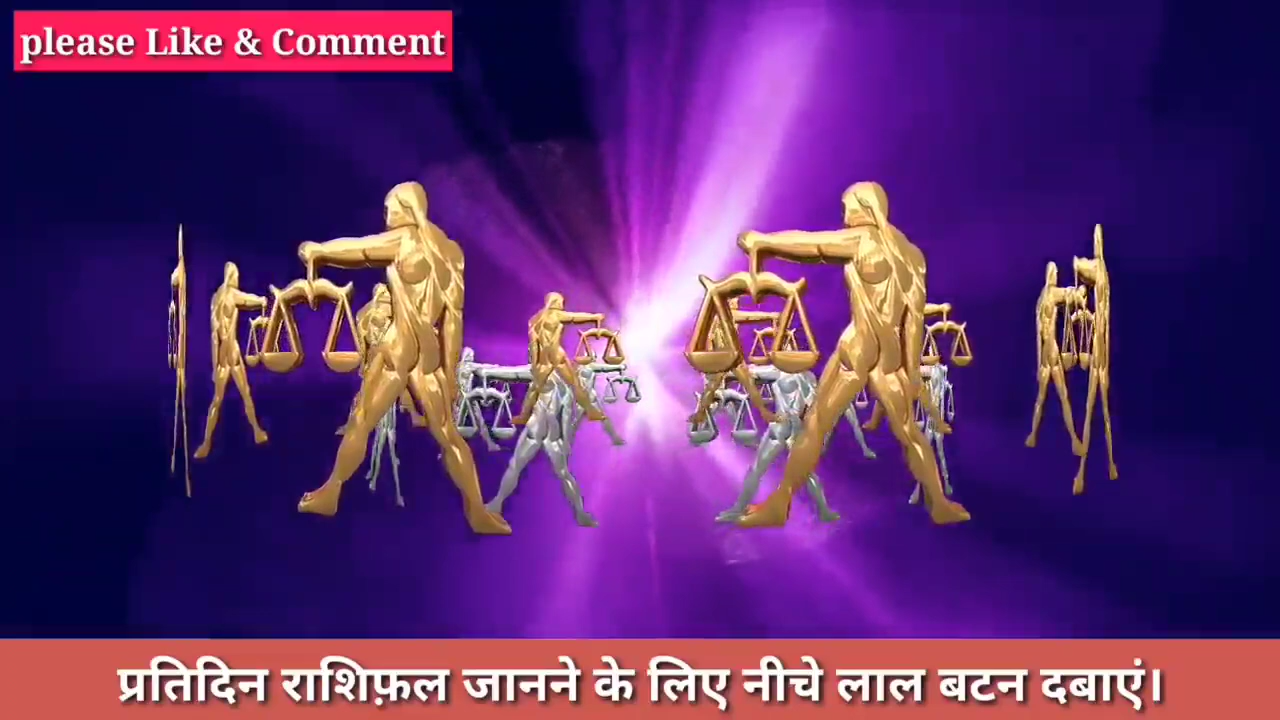 please Like & Comment
प्रतिदिन राशिफ़ल जानने के लिए नीचे लाल बटन दबाएं।